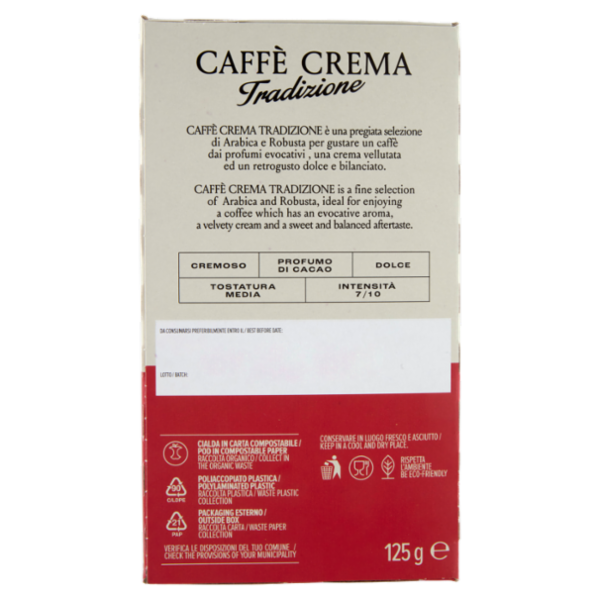 CAFFÈ CREMA
Tradizione
CAFFÈ CREMA TRADIZIONE è una pregiata selezione
di Arabica e Robusta per gustare un caffè
dai profumi evocativi , una crema vellutata
ed un retrogusto dolce e bilanciato.
CAFFÈ CREMA TRADIZIONE is a fine selection
of Arabica and Robusta, ideal for enjoying
a coffee which has an evocative aroma,
a velvety cream and a sweet and balanced aftertaste.
CREMOSO
PROFUMO
DI CACAO
DOLCE
TOSTATURA
MEDIA
INTENSITÀ
7/10
DA CONSUMARSI PREFERIBILMENTE ENTRO IL / BEST BEFORE DATE:
LOTTO / BATCH:
CIALDA IN CARTA COMPOSTABILE /
POD IN COMPOSTABLE PAPER
RACCOLTA ORGANICO / COLLECT IN
THE ORGANIC WASTE
90
C/LDPE
POLIACCOPIATO PLASTICA /
POLYLAMINATED PLASTIC
RACCOLTA PLASTICA / WASTE PLASTIC
COLLECTION
21
PAP
PACKAGING ESTERNO /
OUTSIDE BOX
RACCOLTA CARTA / WASTE PAPER
COLLECTION
VERIFICA LE DISPOSIZIONI DEL TUO COMUNE /
CHECK THE PROVISIONS OF YOUR MUNICIPALITY
CONSERVARE IN LUOGO FRESCO E ASCIUTTO /
KEEP IN A COOL AND DRY PLACE.
RISPETTA
L'AMBIENTE
BE ECO-FRIENDLY
125 g ℮